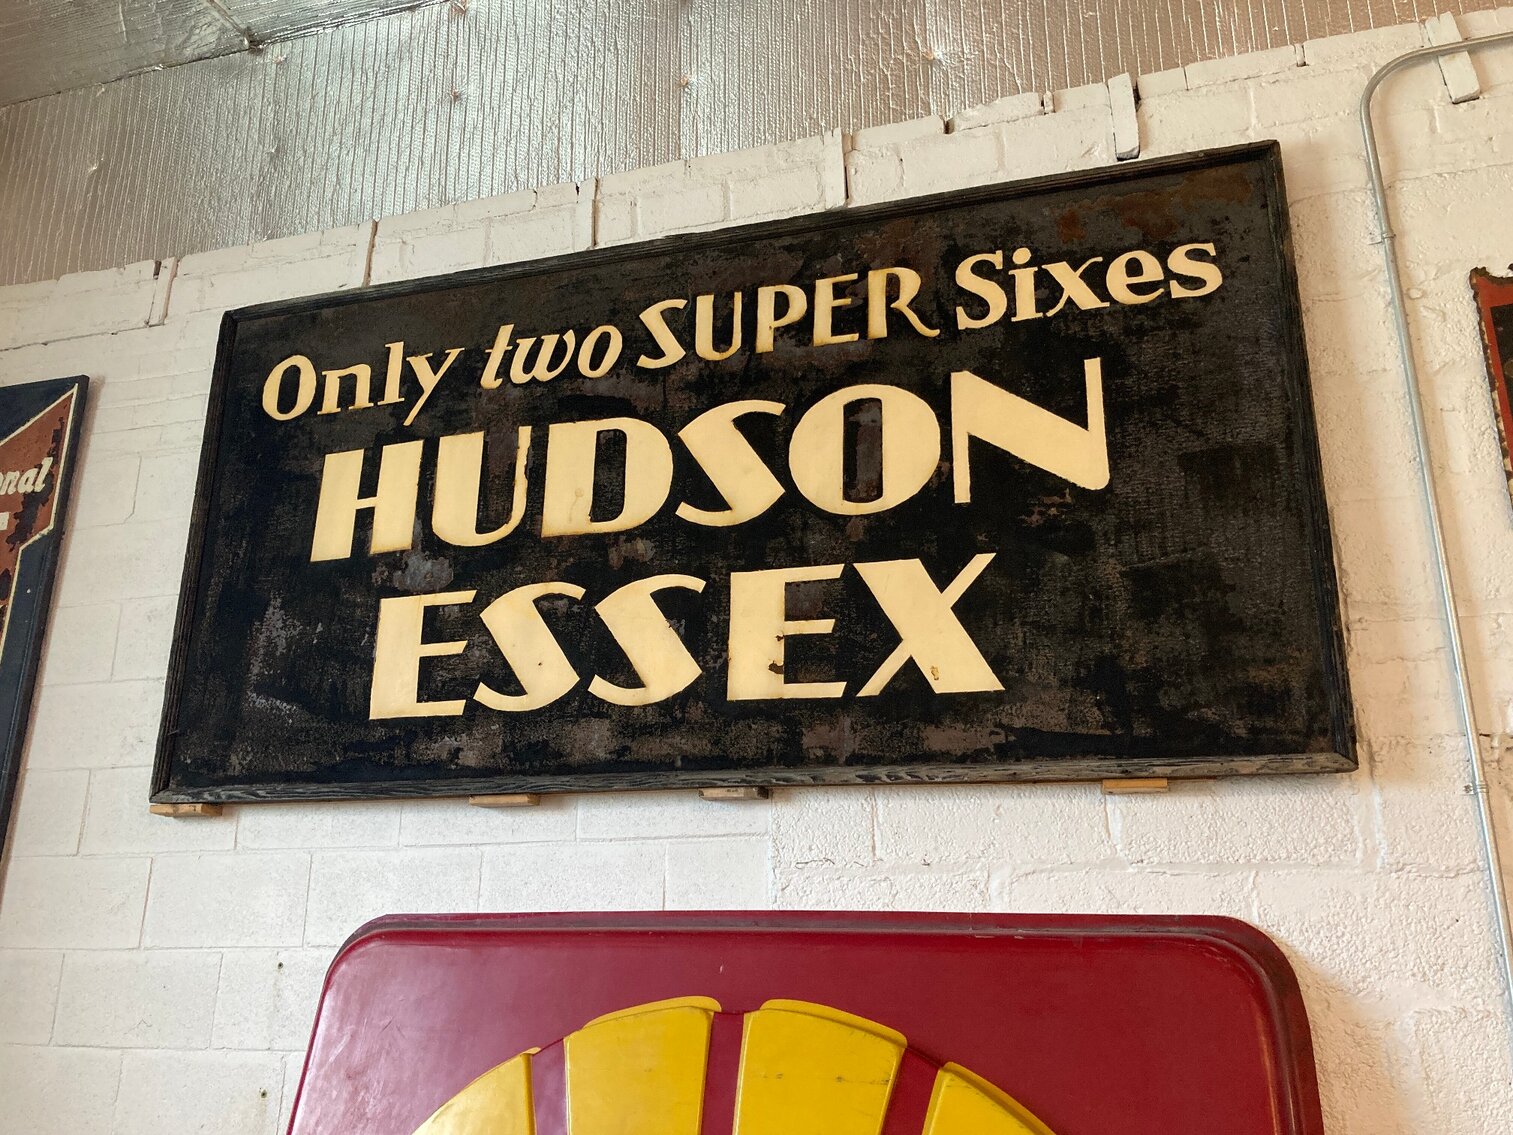 Only two SUPER Sixes
HUDSON
ESSEX